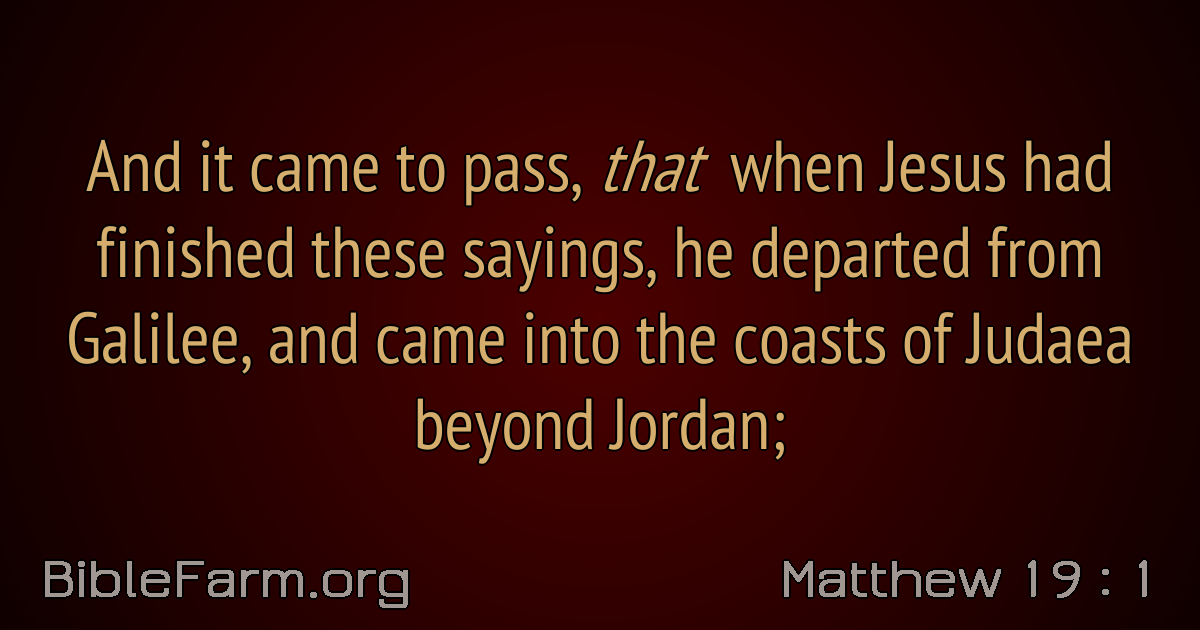 And it came to pass, that when Jesus had
finished these sayings, he departed from
Galilee, and came into the coasts of Judaea
beyond Jordan;
BibleFarm.org
Matthew 19 : 1